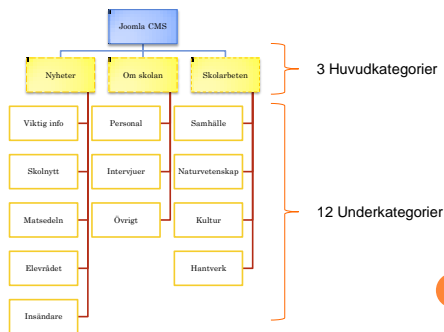 Joomla CMS
Nyheter
Om skolan
Skolarbeten
3 Huvudkategorier
Viktig info
Personal
Samhälle
Skolnytt
Intervjuer
Naturvetenskap
12 Underkategorier
Matsedeln
Övrigt
Kultur
Elevrådet
Hantverk
Insändare